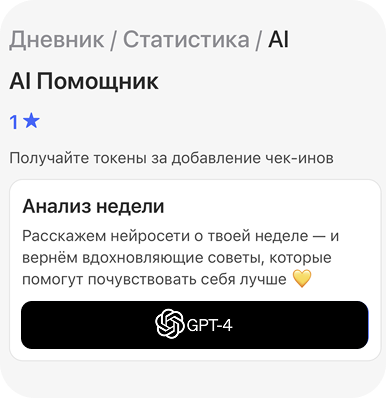 Дневник / Статистика / AI
AI Помощник
1★
Получайте токены за добавление чек-инов
Анализ недели
Расскажем нейросети о твоей неделе — и
вернём вдохновляющие советы, которые
помогут почувствовать себя лучше 💛
GPT-4